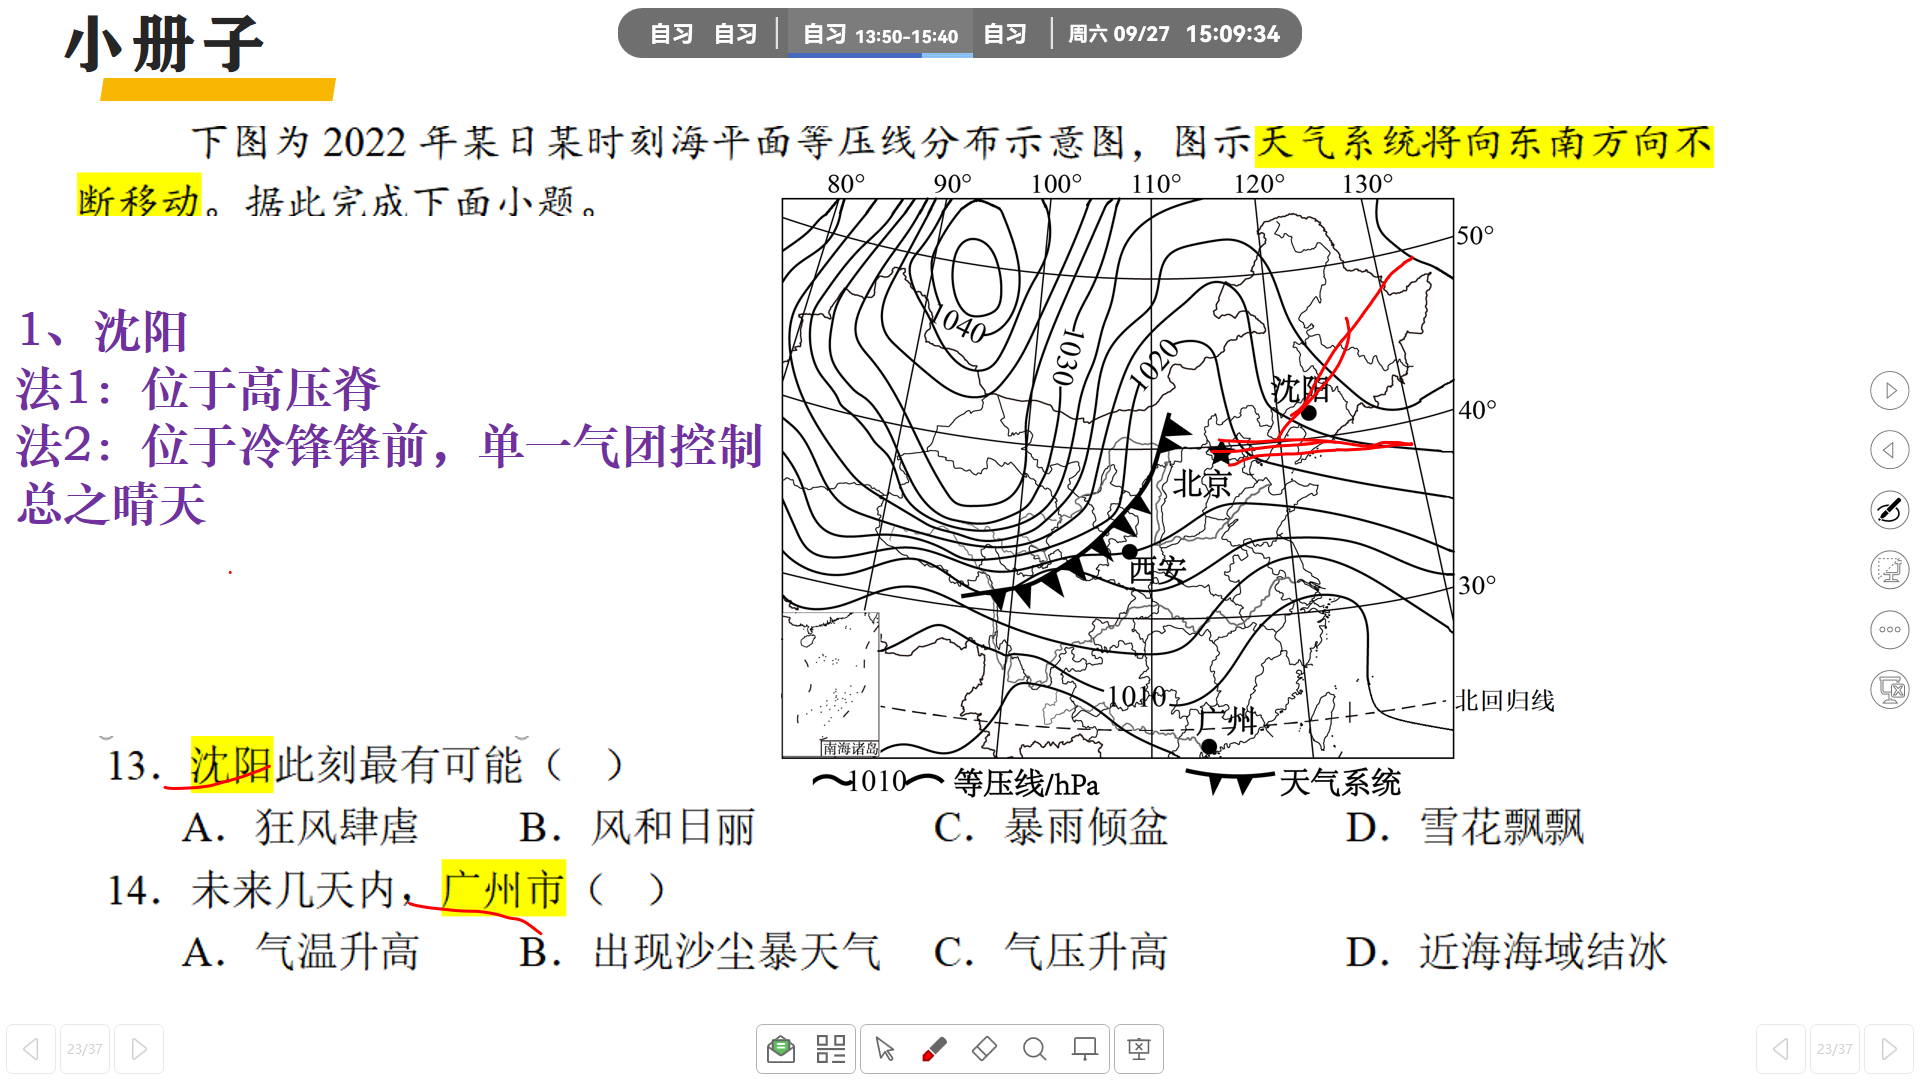 小册子
自习 自习 自习 13:50-15:40 自习 周六 09/27 15:09:34
下图为 2022 年某日某时刻海平面等压线分布示意图，图示天气系统将向东南方向不
断移动。据此完成下面小题。
80° 90° 100° 110° 120° 130°
50°
1040
1030
1020
沈阳
40°
北京
西安
30°
1010
广州
北回归线
南海诸岛
1010 等压线/hPa 天气系统
1、沈阳
法1：位于高压脊
法2：位于冷锋锋前，单一气团控制
总之晴天
13．沈阳此刻最有可能（ ）
A．狂风肆虐 B．风和日丽 C．暴雨倾盆 D．雪花飘飘
14．未来几天内，广州市（ ）
A．气温升高 B．出现沙尘暴天气 C．气压升高 D．近海海域结冰
23/37 23/37